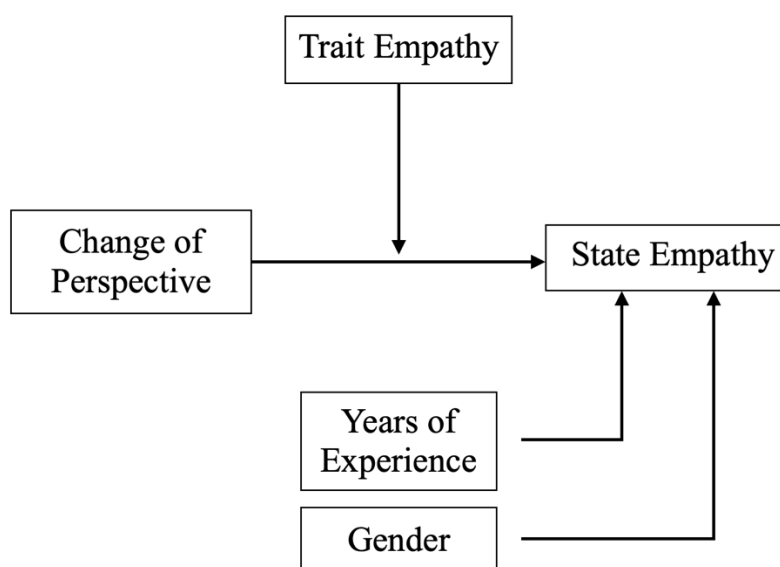 Trait Empathy
Change of
Perspective
State Empathy
Years of
Experience
Gender